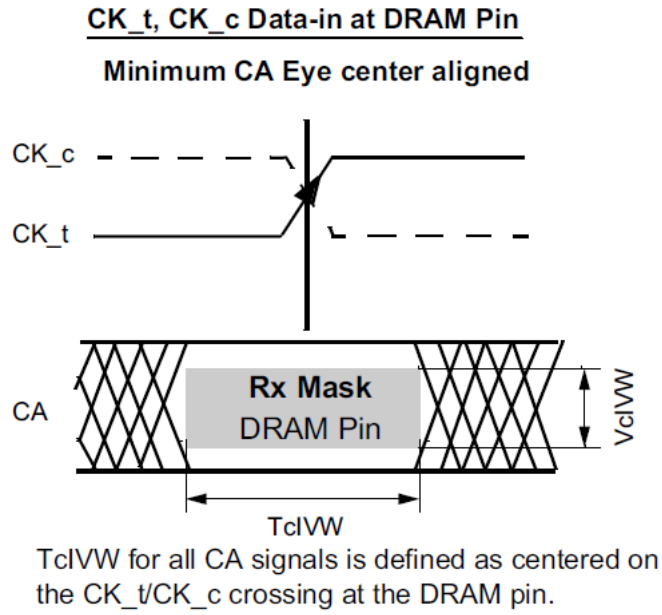 CK_t, CK_c Data-in at DRAM Pin
Minimum CA Eye center aligned
CK_c
CK_t
CA
Rx Mask
DRAM Pin
VcIVW
TcIVW
TcIVW for all CA signals is defined as centered on
the CK_t/CK_c crossing at the DRAM pin.